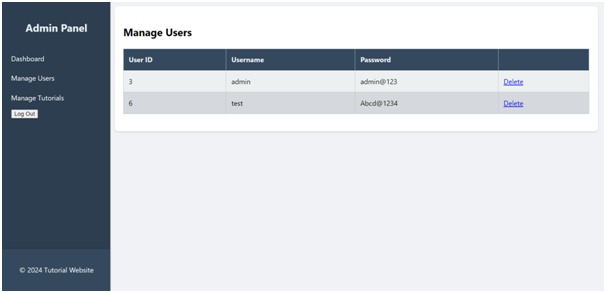 Admin Panel
Dashboard
Manage Users
Manage Tutorials
Log Out
© 2024 Tutorial Website
Manage Users
User ID Username Password
3 admin admin@123 Delete
6 test Abcd@1234 Delete